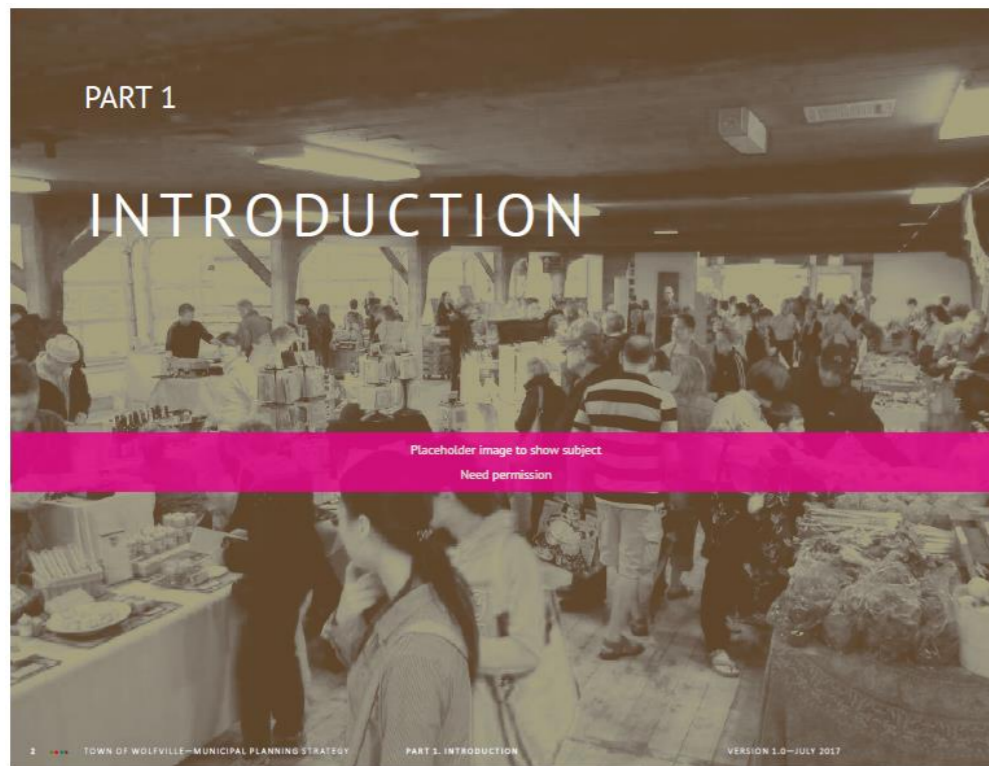 PART 1
INTRODUCTION
Placeholder image to show subject
Need permission
2 TOWN OF WOLFVILLE—MUNICIPAL PLANNING STRATEGY PART 1. INTRODUCTION VERSION 1.0—JULY 2017